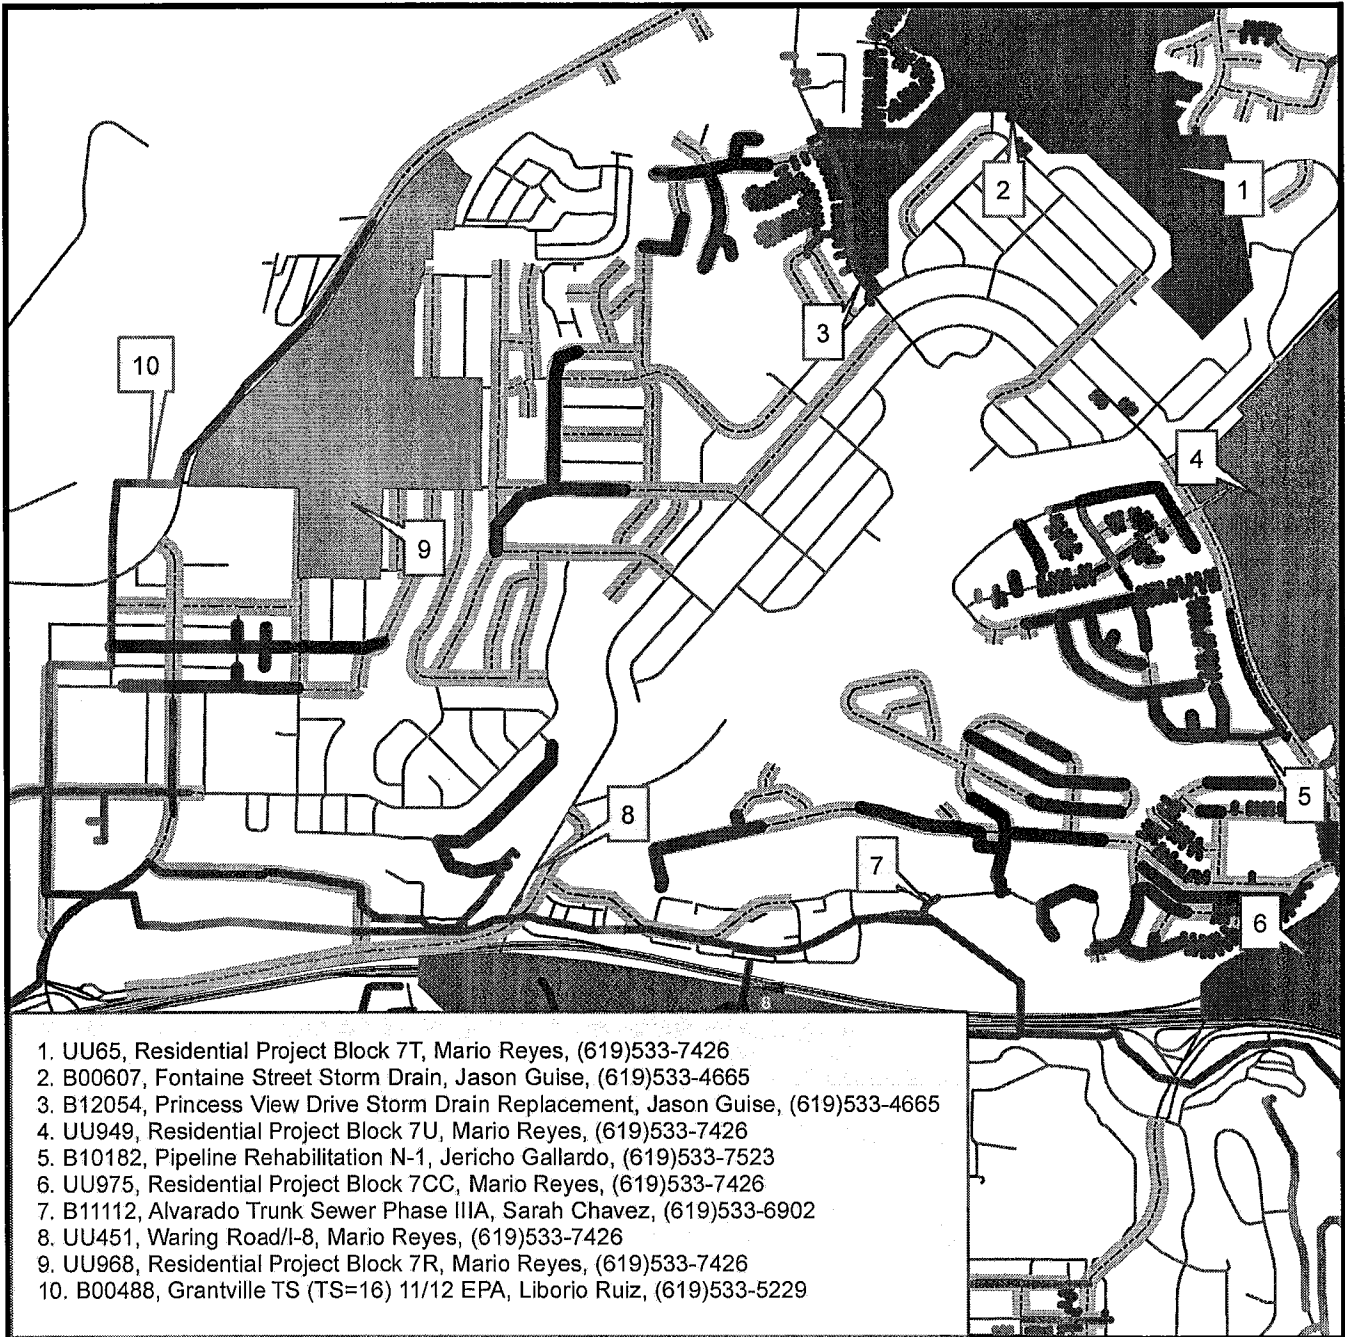 2
1
3
10
4
9
5
8
7
6
8
1. UU65, Residential Project Block 7T, Mario Reyes, (619)533-7426
2. B00607, Fontaine Street Storm Drain, Jason Guise, (619)533-4665
3. B12054, Princess View Drive Storm Drain Replacement, Jason Guise, (619)533-4665
4. UU949, Residential Project Block 7U, Mario Reyes, (619)533-7426
5. B10182, Pipeline Rehabilitation N-1, Jericho Gallardo, (619)533-7523
6. UU975, Residential Project Block 7CC, Mario Reyes, (619)533-7426
7. B11112, Alvarado Trunk Sewer Phase IIIA, Sarah Chavez, (619)533-6902
8. UU451, Waring Road/I-8, Mario Reyes, (619)533-7426
9. UU968, Residential Project Block 7R, Mario Reyes, (619)533-7426
10. B00488, Grantville TS (TS=16) 11/12 EPA, Liborio Ruiz, (619)533-5229